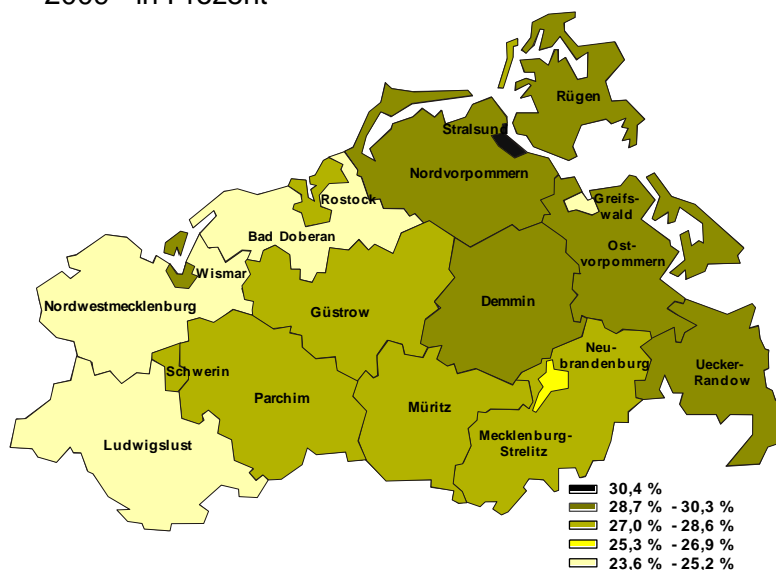 in Prozent
Rügen
Stralsund
Nordvorpommern
Greifs-
wald
Rostock
Bad Doberan
Ost-
vorpommern
Wismar
Nordwestmecklenburg
Güstrow
Demmin
Neu-
brandenburg
Uecker-
Randow
Schwerin
Parchim
Müritz
Mecklenburg-
Strelitz
Ludwigslust
30,4 %
28,7 % - 30,3 %
27,0 % - 28,6 %
25,3 % - 26,9 %
23,6 % - 25,2 %